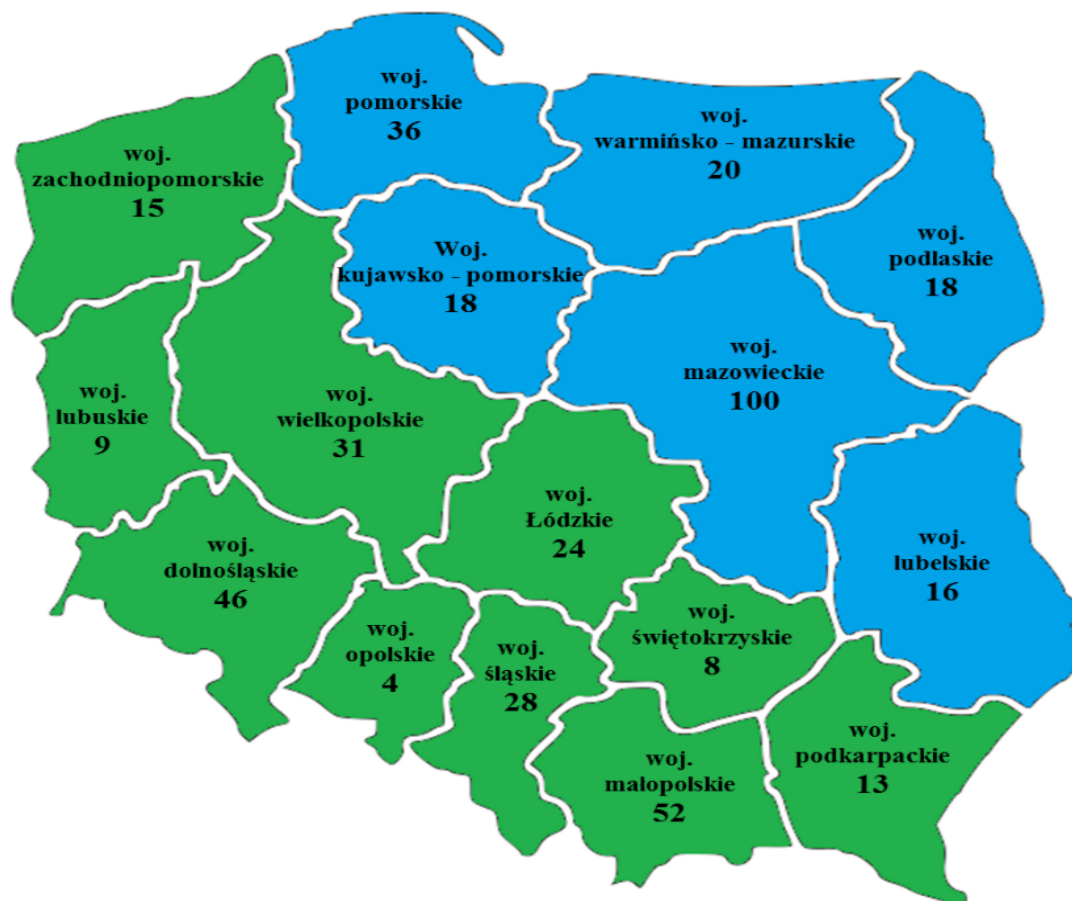 woj.
pomorskie
36
woj.
warmińsko - mazurskie
20
woj.
zachodniopomorskie
15
Woj.
kujawsko - pomorskie
18
woj.
podlaskie
18
woj.
mazowieckie
100
woj.
lubuskie
9
woj.
wielkopolskie
31
woj.
Łódzkie
24
woj.
lubelskie
16
woj.
dolnośląskie
46
woj.
opolskie
4
woj.
śląskie
28
woj.
świętokrzyskie
8
woj.
małopolskie
52
woj.
podkarpackie
13